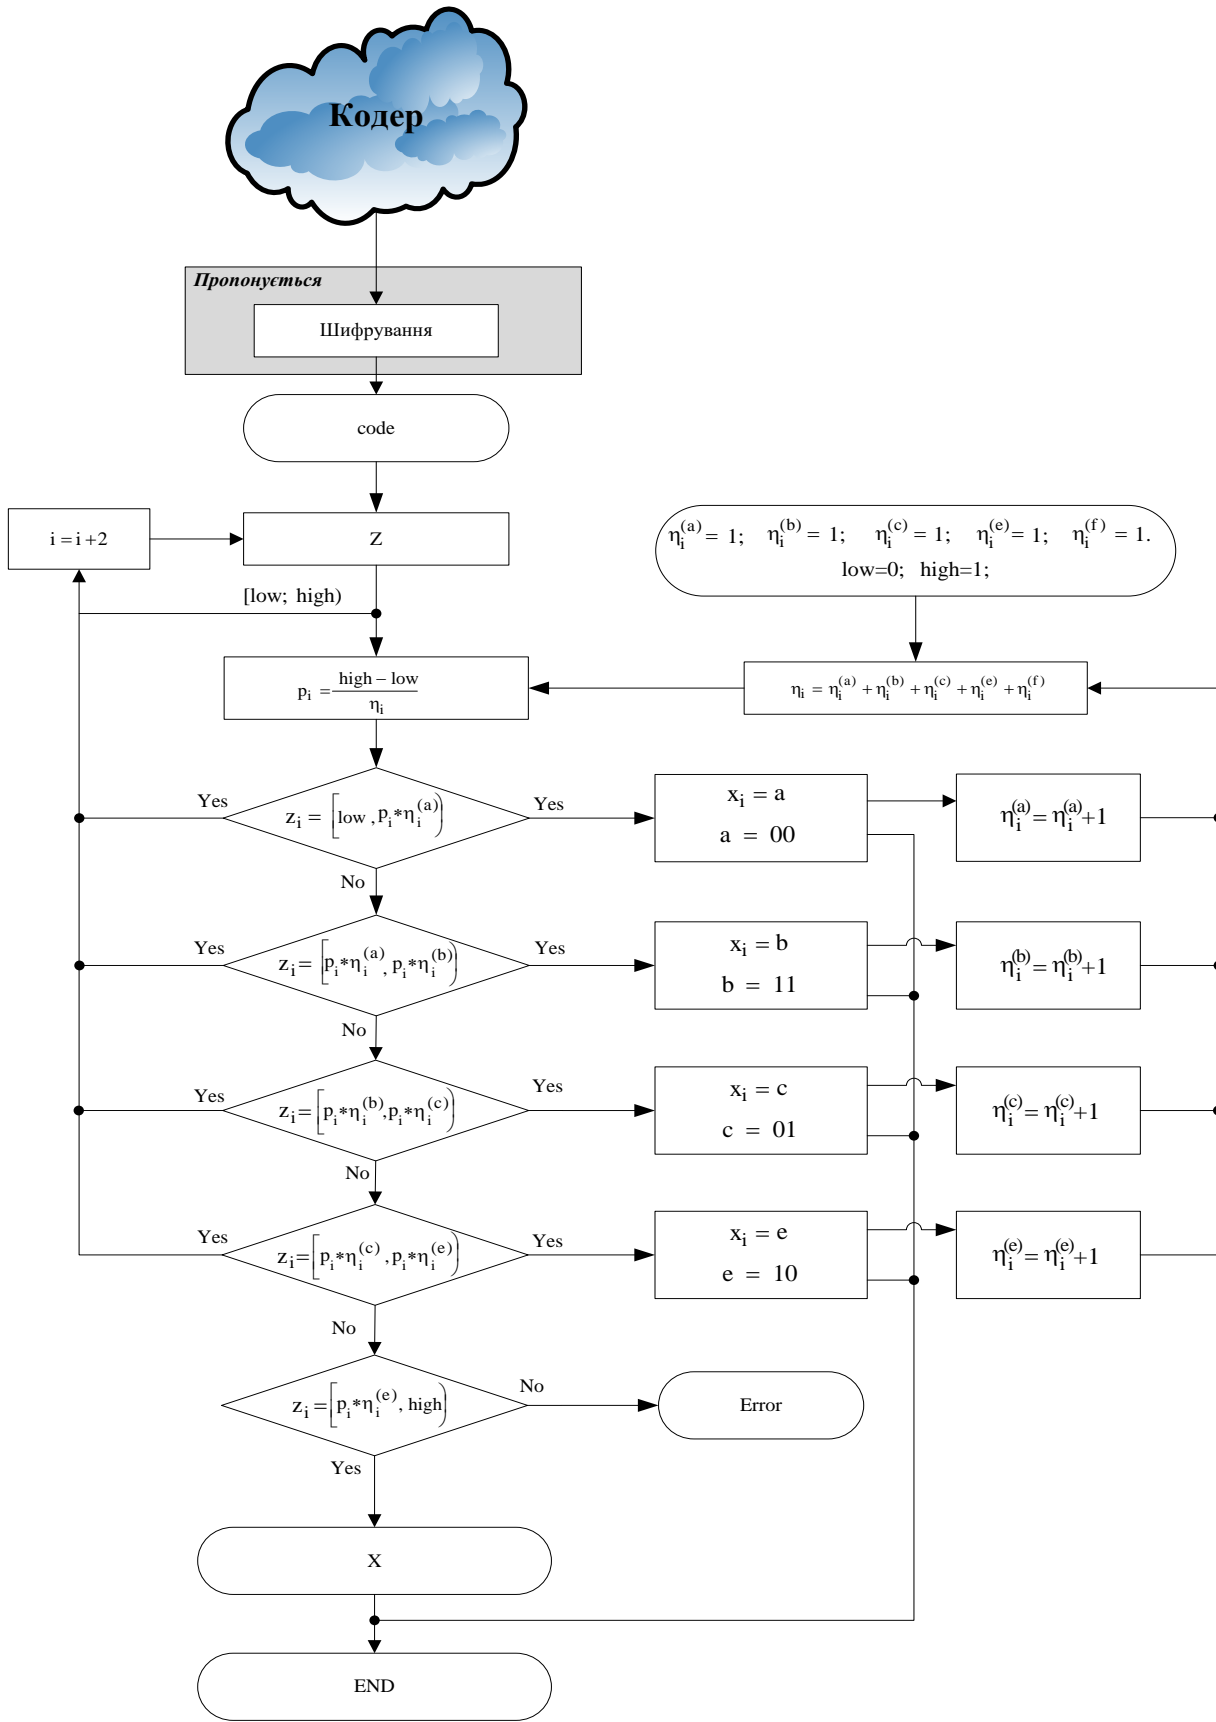 Кодер
Пропонується
Шифрування
code
i = i + 2
Z
η_i^(a) = 1; η_i^(b) = 1; η_i^(c) = 1; η_i^(e) = 1; η_i^(f) = 1.
low=0; high=1;
[low; high)
p_i = (high − low) / η_i
η_i = η_i^(a) + η_i^(b) + η_i^(c) + η_i^(e) + η_i^(f)
Yes
z_i = [low , p_i*η_i^(a))
Yes
x_i = a
a = 00
η_i^(a) = η_i^(a) + 1
No
Yes
z_i = [p_i*η_i^(a), p_i*η_i^(b))
Yes
x_i = b
b = 11
η_i^(b) = η_i^(b) + 1
No
Yes
z_i = [p_i*η_i^(b), p_i*η_i^(c))
Yes
x_i = c
c = 01
η_i^(c) = η_i^(c) + 1
No
Yes
z_i = [p_i*η_i^(c), p_i*η_i^(e))
Yes
x_i = e
e = 10
η_i^(e) = η_i^(e) + 1
No
z_i = [p_i*η_i^(e), high)
No
Error
Yes
X
END